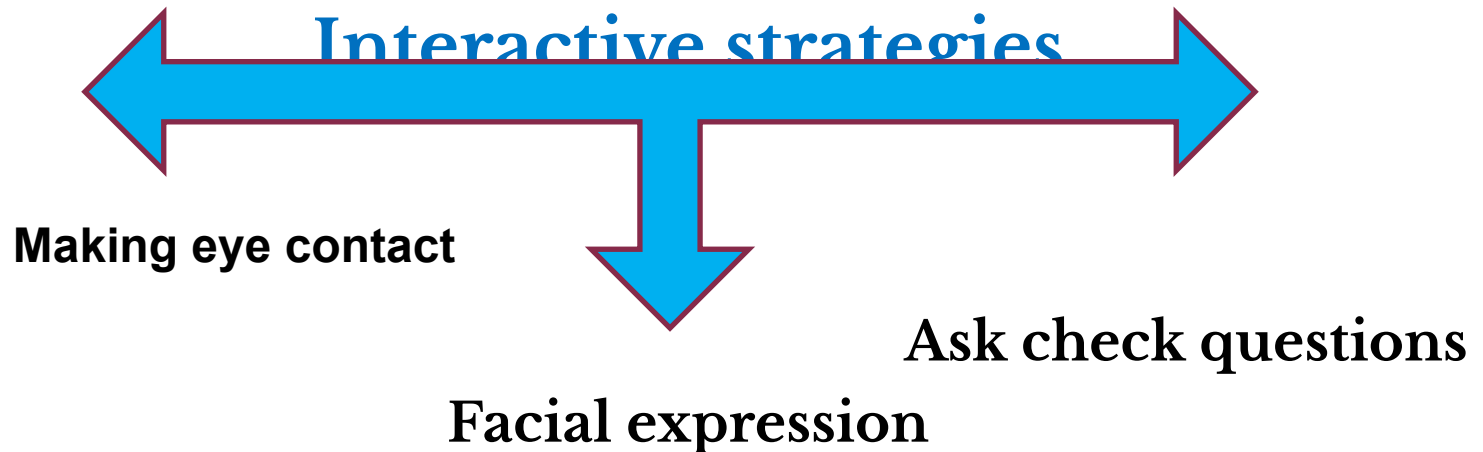 Interactive strategies
Making eye contact
Ask check questions
Facial expression